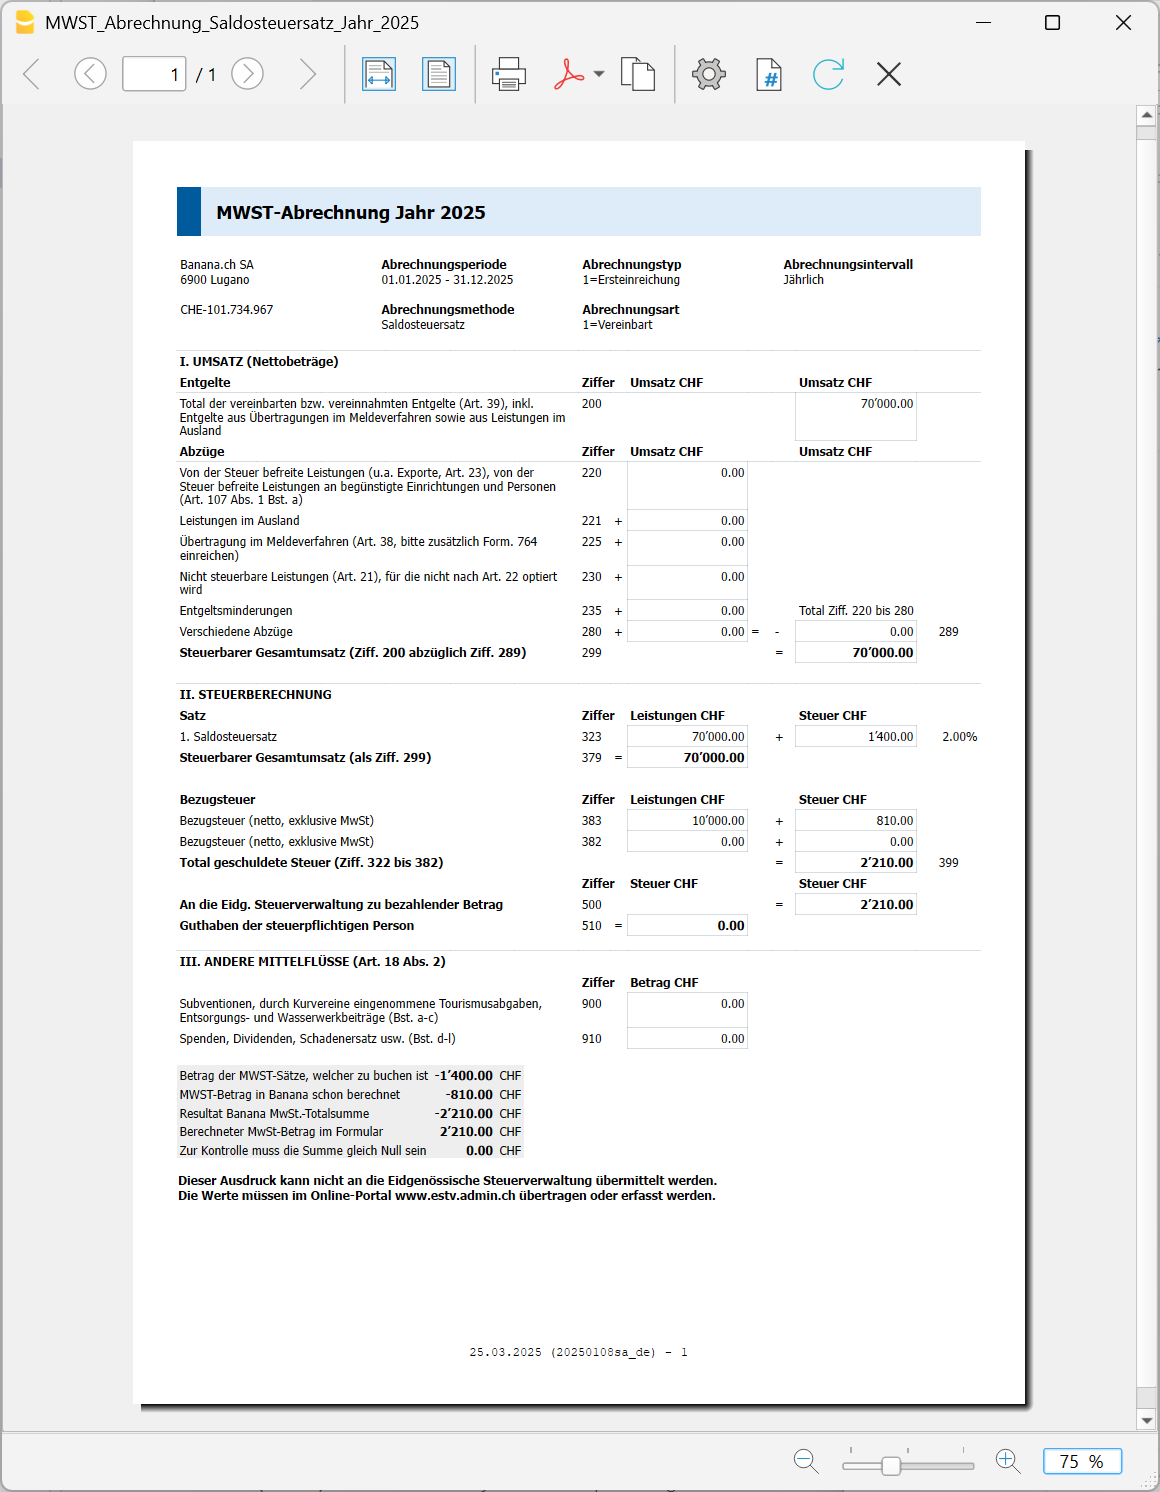 MWST_Abrechnung_Saldosteuersatz_Jahr_2025
1 / 1
MWST-Abrechnung Jahr 2025
Banana.ch SA Abrechnungsperiode Abrechnungstyp Abrechnungsintervall
6900 Lugano 01.01.2025 - 31.12.2025 1=Ersteinreichung Jährlich
CHE-101.734.967 Abrechnungsmethode Abrechnungsart
Saldosteuersatz 1=Vereinbart
I. UMSATZ (Nettobeträge)
Entgelte Ziffer Umsatz CHF Umsatz CHF
Total der vereinbarten bzw. vereinnahmten Entgelte (Art. 39), inkl. 200 70’000.00
Entgelte aus Übertragungen im Meldeverfahren sowie aus Leistungen im
Ausland
Abzüge Ziffer Umsatz CHF Umsatz CHF
Von der Steuer befreite Leistungen (u.a. Exporte, Art. 23), von der 220 0.00
Steuer befreite Leistungen an begünstigte Einrichtungen und Personen
(Art. 107 Abs. 1 Bst. a)
Leistungen im Ausland 221 + 0.00
Übertragung im Meldeverfahren (Art. 38, bitte zusätzlich Form. 764 225 + 0.00
einreichen)
Nicht steuerbare Leistungen (Art. 21), für die nicht nach Art. 22 optiert 230 + 0.00
wird
Entgeltsminderungen 235 + 0.00 Total Ziff. 220 bis 280
Verschiedene Abzüge 280 + 0.00 = - 0.00 289
Steuerbarer Gesamtumsatz (Ziff. 200 abzüglich Ziff. 289) 299 = 70’000.00
II. STEUERBERECHNUNG
Satz Ziffer Leistungen CHF Steuer CHF
1. Saldosteuersatz 323 70’000.00 + 1’400.00 2.00%
Steuerbarer Gesamtumsatz (als Ziff. 299) 379 = 70’000.00
Bezugsteuer Ziffer Leistungen CHF Steuer CHF
Bezugsteuer (netto, exklusive MwSt) 383 10’000.00 + 810.00
Bezugsteuer (netto, exklusive MwSt) 382 0.00 + 0.00
Total geschuldete Steuer (Ziff. 322 bis 382) = 2’210.00 399
Ziffer Steuer CHF Steuer CHF
An die Eidg. Steuerverwaltung zu bezahlender Betrag 500 = 2’210.00
Guthaben der steuerpflichtigen Person 510 = 0.00
III. ANDERE MITTELFLÜSSE (Art. 18 Abs. 2)
Ziffer Betrag CHF
Subventionen, durch Kurvereine eingenommene Tourismusabgaben, 900 0.00
Entsorgungs- und Wasserwerkbeiträge (Bst. a-c)
Spenden, Dividenden, Schadenersatz usw. (Bst. d-l) 910 0.00
Betrag der MWST-Sätze, welcher zu buchen ist -1’400.00 CHF
MWST-Betrag in Banana schon berechnet -810.00 CHF
Resultat Banana MwSt.-Totalsumme -2’210.00 CHF
Berechneter MwSt-Betrag im Formular 2’210.00 CHF
Zur Kontrolle muss die Summe gleich Null sein 0.00 CHF
Dieser Ausdruck kann nicht an die Eidgenössische Steuerverwaltung übermittelt werden.
Die Werte müssen im Online-Portal www.estv.admin.ch übertragen oder erfasst werden.
25.03.2025 (20250108sa_de) - 1
75 %